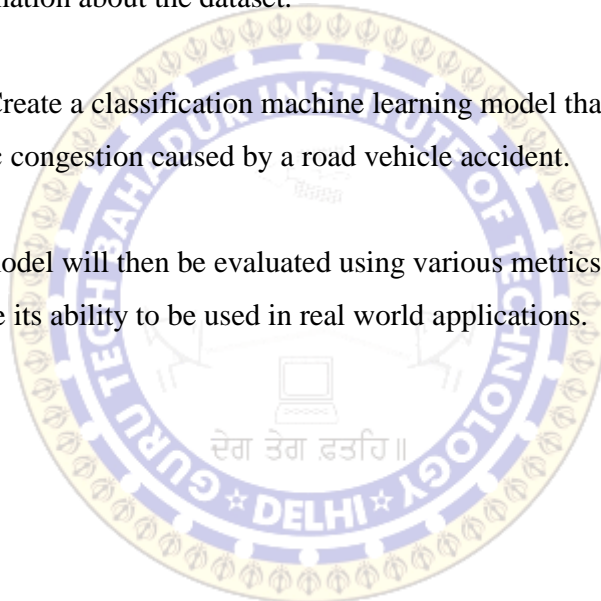 nation about the dataset.
Create a classification machine learning model tha
c congestion caused by a road vehicle accident.
odel will then be evaluated using various metrics
e its ability to be used in real world applications.
GURU TEGH BAHADUR INSTITUTE OF TECHNOLOGY
ਦੇਗ ਤੇਗ ਫ਼ਤਹਿ॥
☆ DELHI ☆